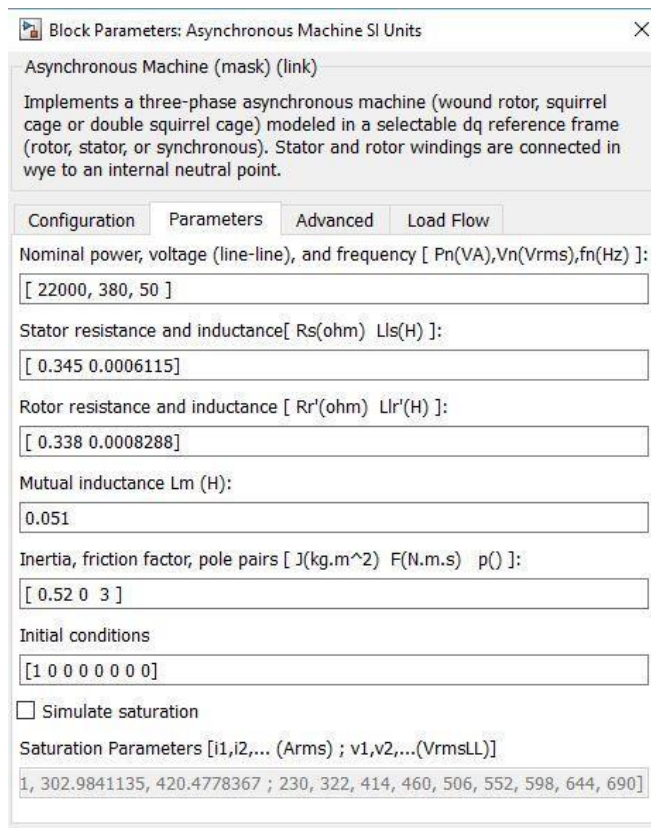 Block Parameters: Asynchronous Machine SI Units
Asynchronous Machine (mask) (link)
Implements a three-phase asynchronous machine (wound rotor, squirrel
cage or double squirrel cage) modeled in a selectable dq reference frame
(rotor, stator, or synchronous). Stator and rotor windings are connected in
wye to an internal neutral point.
Configuration Parameters Advanced Load Flow
Nominal power, voltage (line-line), and frequency [ Pn(VA),Vn(Vrms),fn(Hz) ]:
[ 22000, 380, 50 ]
Stator resistance and inductance[ Rs(ohm) Lls(H) ]:
[ 0.345 0.0006115]
Rotor resistance and inductance [ Rr'(ohm) Llr'(H) ]:
[ 0.338 0.0008288]
Mutual inductance Lm (H):
0.051
Inertia, friction factor, pole pairs [ J(kg.m^2) F(N.m.s) p() ]:
[ 0.52 0 3 ]
Initial conditions
[1 0 0 0 0 0 0 0]
Simulate saturation
Saturation Parameters [i1,i2,... (Arms) ; v1,v2,...(VrmsLL)]
1, 302.9841135, 420.4778367 ; 230, 322, 414, 460, 506, 552, 598, 644, 690]